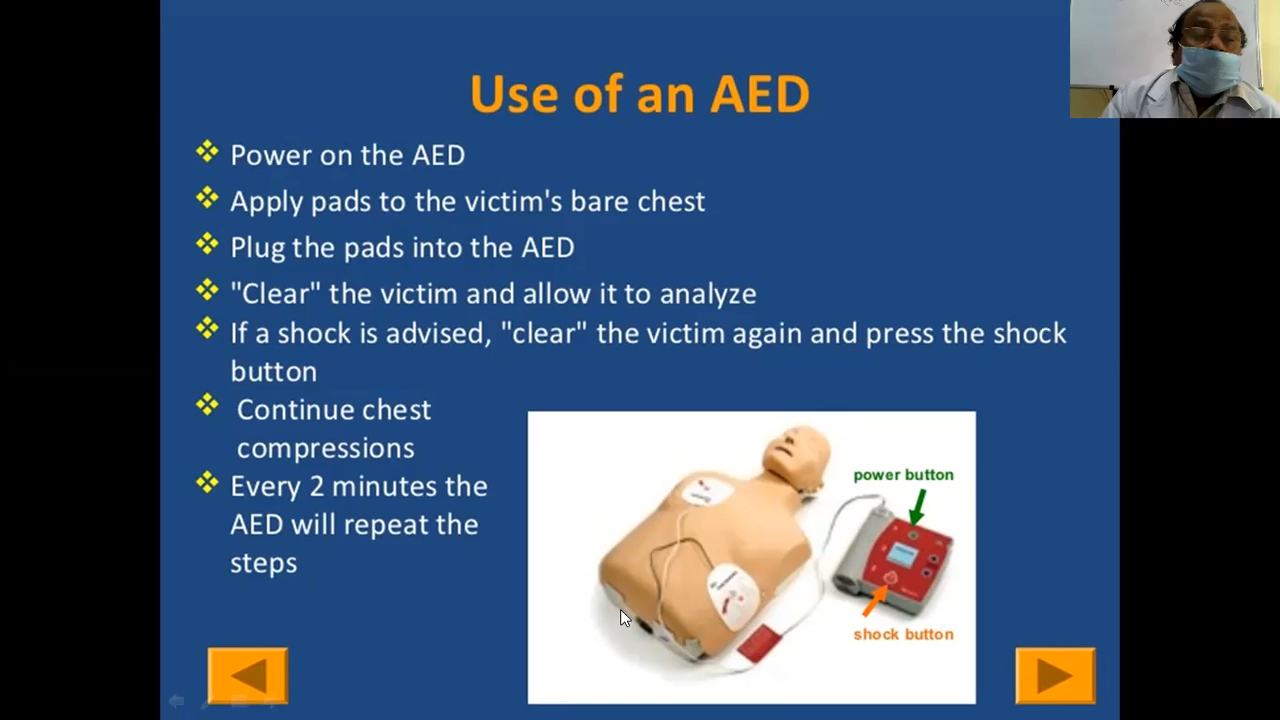 Use of an AED
Power on the AED
Apply pads to the victim's bare chest
Plug the pads into the AED
"Clear" the victim and allow it to analyze
If a shock is advised, "clear" the victim again and press the shock
button
Continue chest
compressions
Every 2 minutes the
AED will repeat the
steps
power button
shock button